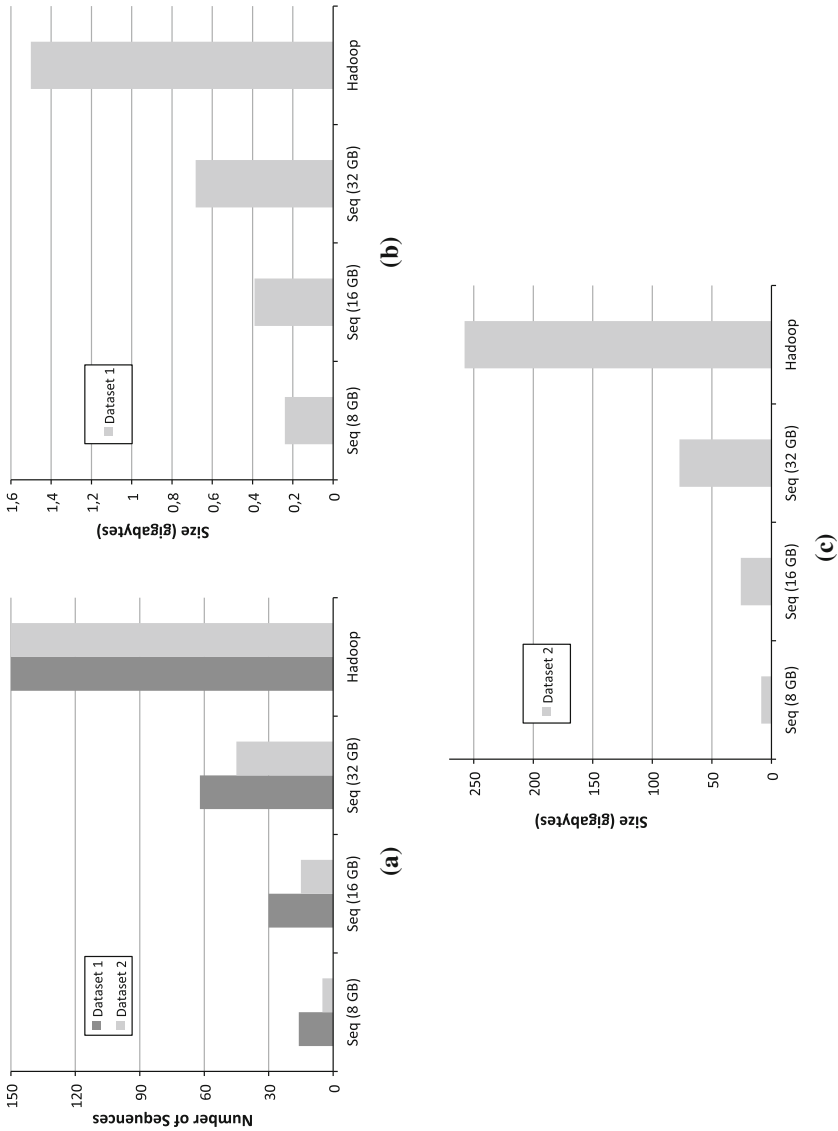 150
120
90
60
30
0
Number of Sequences
Dataset 1
Dataset 2
Seq (8 GB)
Seq (16 GB)
Seq (32 GB)
Hadoop
(a)
1,6
1,4
1,2
1
0,8
0,6
0,4
0,2
0
Size (gigabytes)
Dataset 1
Seq (8 GB)
Seq (16 GB)
Seq (32 GB)
Hadoop
(b)
250
200
150
100
50
0
Size (gigabytes)
Dataset 2
Seq (8 GB)
Seq (16 GB)
Seq (32 GB)
Hadoop
(c)